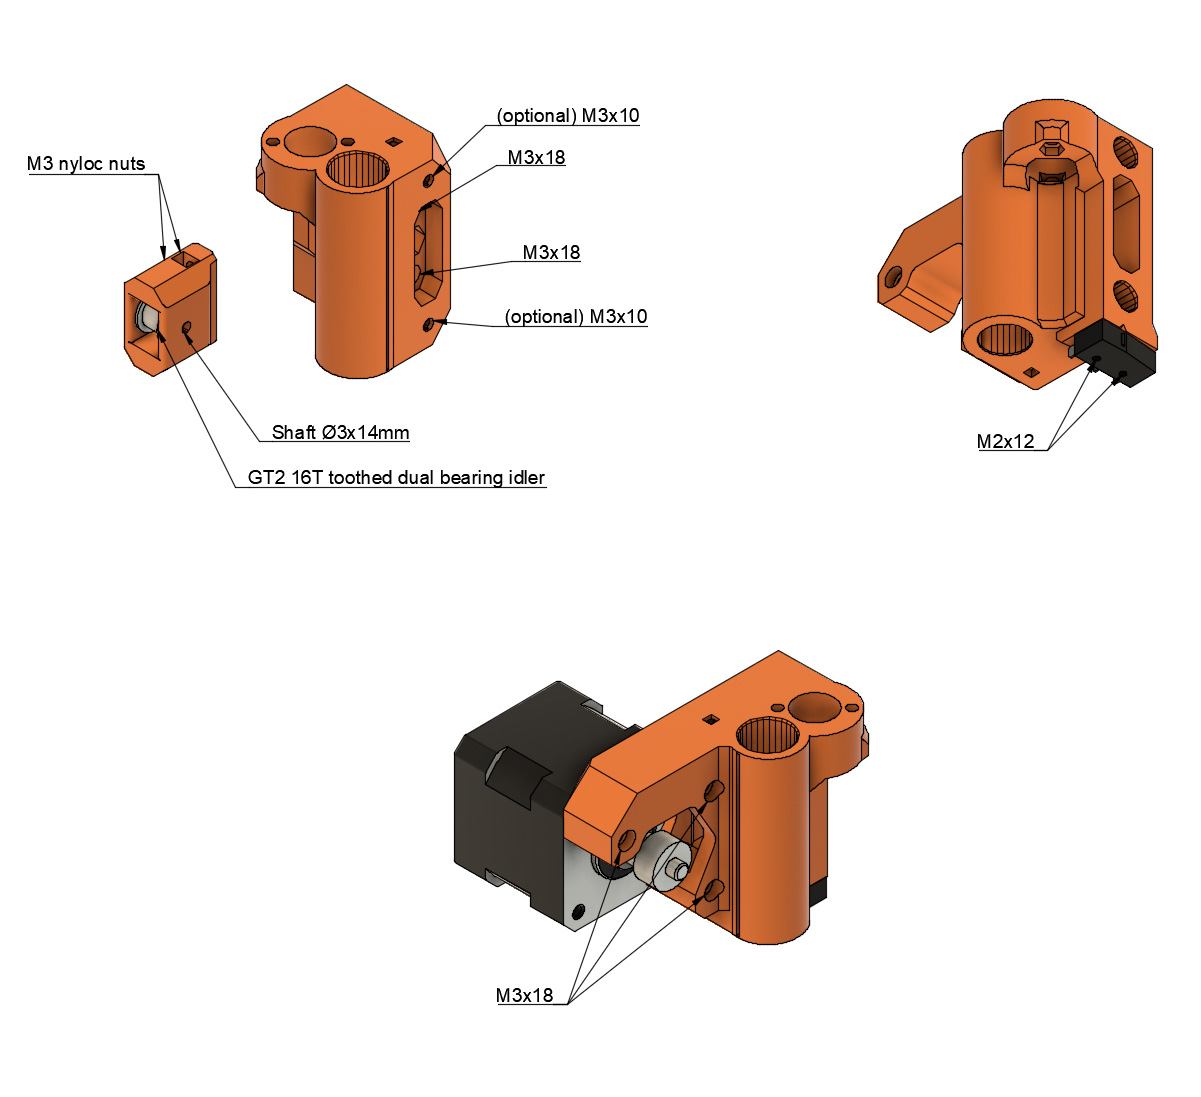 (optional) M3x10
M3x18
M3 nyloc nuts
M3x18
(optional) M3x10
Shaft Ø3x14mm
GT2 16T toothed dual bearing idler
M2x12
M3x18